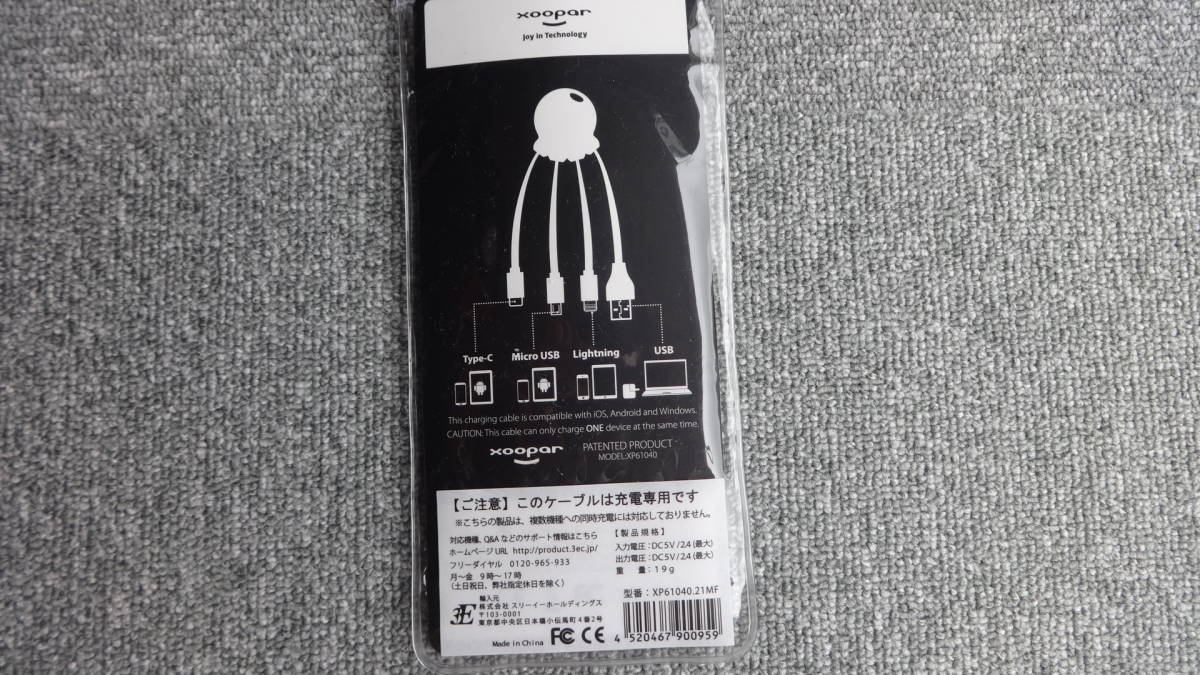 xoopar
Joy in Technology
Type-C Micro USB Lightning USB
This charging cable is compatible with iOS, Android and Windows.
CAUTION: This cable can only charge ONE device at the same time.
xoopar
PATENTED PRODUCT
MODEL:XP61040
【ご注意】このケーブルは充電専用です
※こちらの製品は、複数機種への同時充電には対応しておりません。
対応機種、Q&Aなどのサポート情報はこちら
ホームページURL http://product.3ec.jp/
フリーダイヤル 0120-965-933
月〜金 9時〜17時
(土日祝日、弊社指定休日を除く)
【製品規格】
入力電圧：DC5V/2.4(最大)
出力電圧：DC5V/2.4(最大)
重 量： 19g
型番：XP61040.21MF
3E
輸入元
株式会社 スリーイーホールディングス
〒103-0001
東京都中央区日本橋小伝馬町4番2号
Made in China FC CE
4 520467 900959